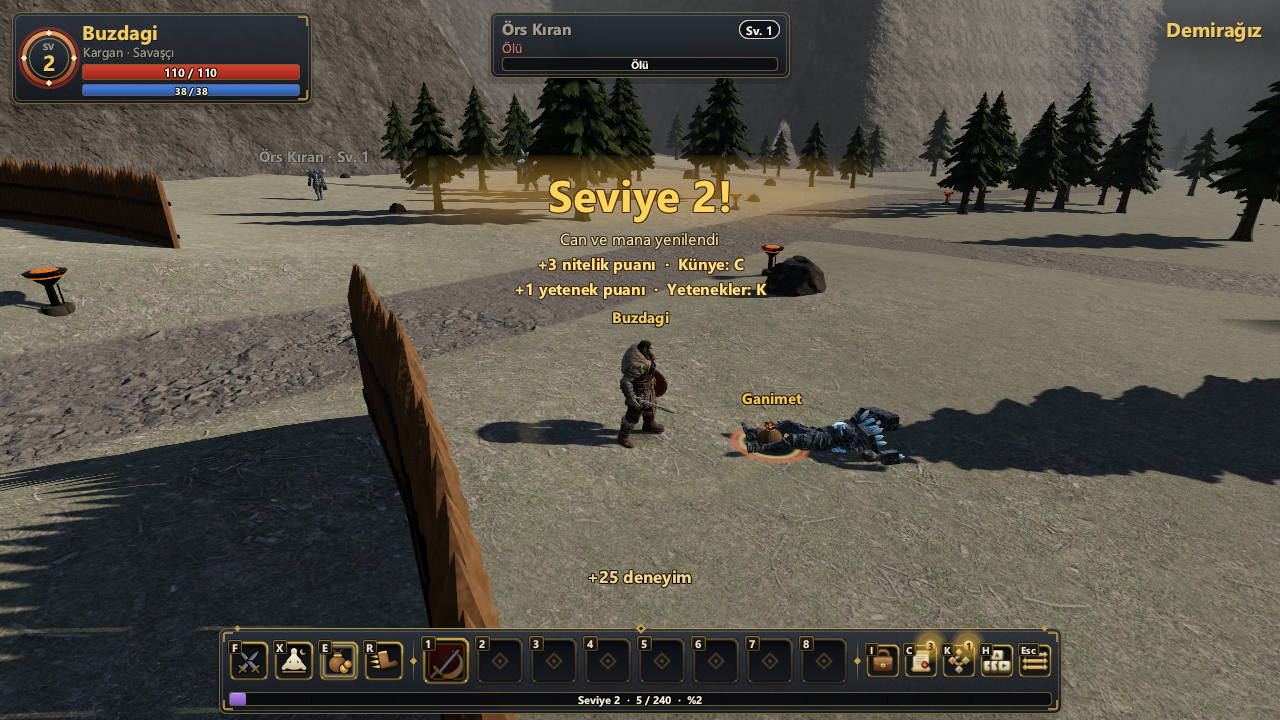 SV
2
Buzdagi
Kargan · Savaşçı
110 / 110
38 / 38
Örs Kıran
Sv. 1
Ölü
Ölü
Demirağız
Örs Kıran · Sv. 1
Seviye 2!
Can ve mana yenilendi
+3 nitelik puanı · Künye: C
+1 yetenek puanı · Yetenekler: K
Buzdagi
Ganimet
+25 deneyim
F X E R 1 2 3 4 5 6 7 8 I C 3 K 1 H A Esc
Seviye 2 · 5 / 240 · %2